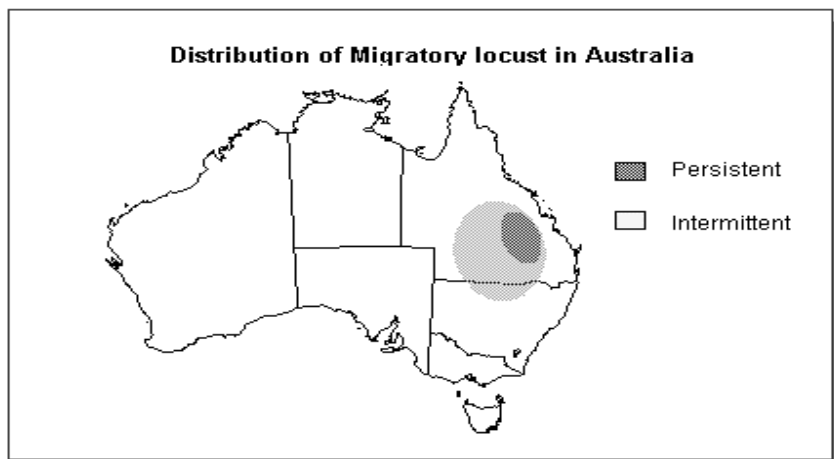 Distribution of Migratory locust in Australia
Persistent
Intermittent